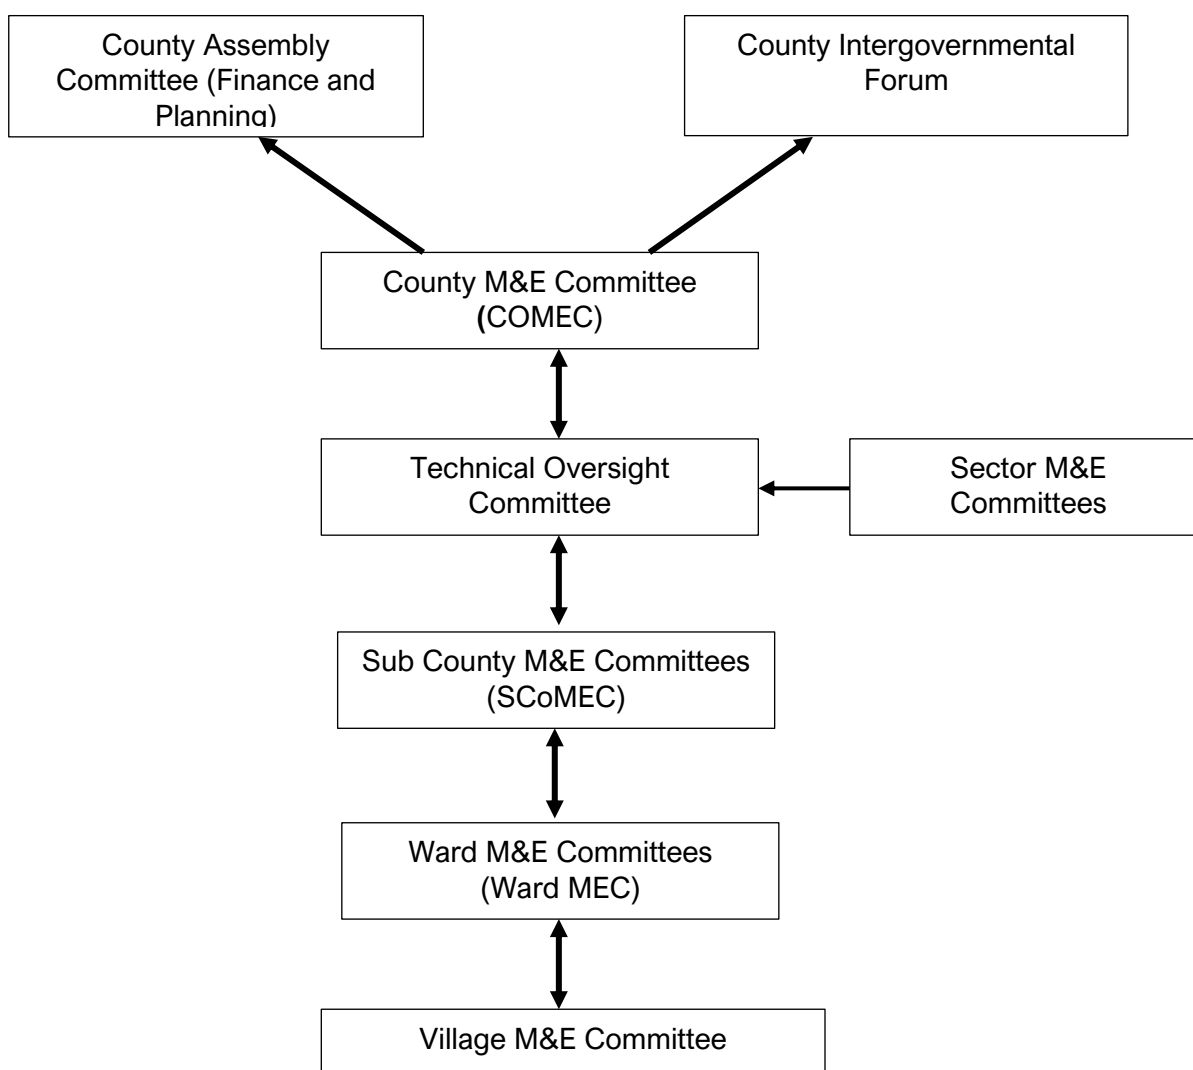 County Assembly
Committee (Finance and
Planning)
County Intergovernmental
Forum
County M&E Committee
(COMEC)
Technical Oversight
Committee
Sector M&E
Committees
Sub County M&E Committees
(SCoMEC)
Ward M&E Committees
(Ward MEC)
Village M&E Committee